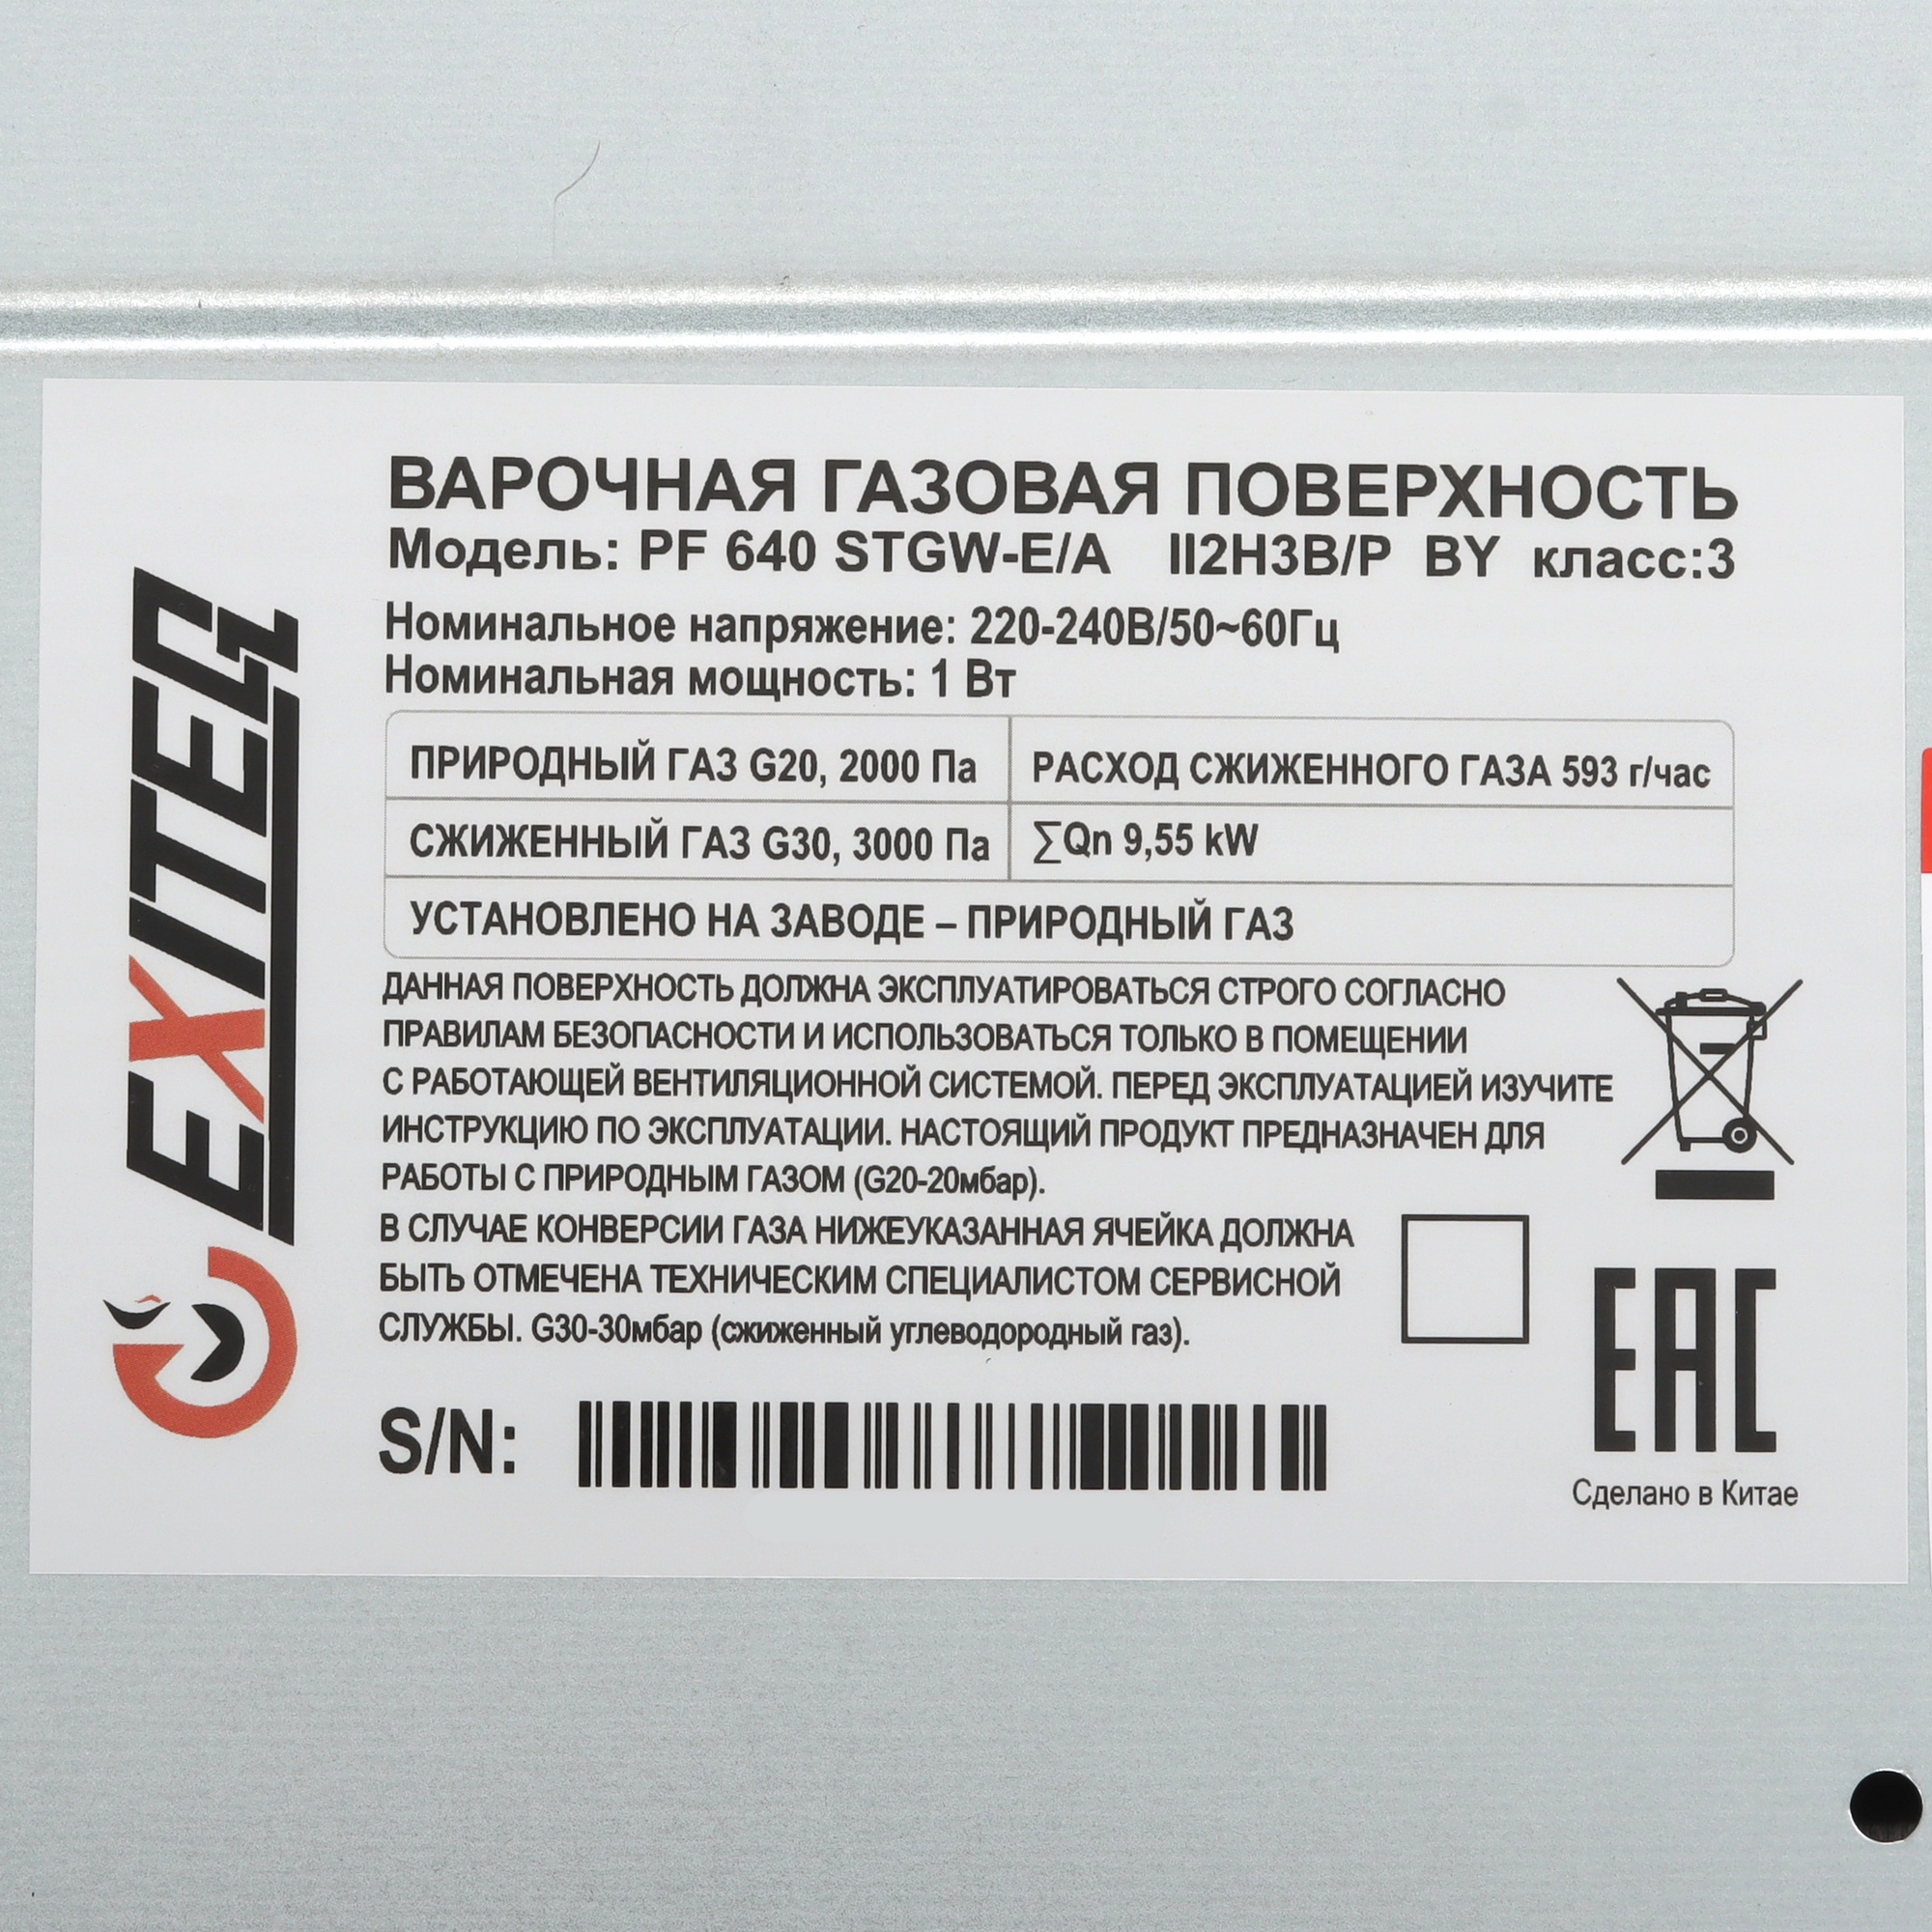 EXITEQ
ВАРОЧНАЯ ГАЗОВАЯ ПОВЕРХНОСТЬ
Модель: PF 640 STGW-E/A II2H3B/P BY класс:3
Номинальное напряжение: 220-240В/50~60Гц
Номинальная мощность: 1 Вт
ПРИРОДНЫЙ ГАЗ G20, 2000 Па
РАСХОД СЖИЖЕННОГО ГАЗА 593 г/час
СЖИЖЕННЫЙ ГАЗ G30, 3000 Па
∑Qn 9,55 kW
УСТАНОВЛЕНО НА ЗАВОДЕ – ПРИРОДНЫЙ ГАЗ
ДАННАЯ ПОВЕРХНОСТЬ ДОЛЖНА ЭКСПЛУАТИРОВАТЬСЯ СТРОГО СОГЛАСНО
ПРАВИЛАМ БЕЗОПАСНОСТИ И ИСПОЛЬЗОВАТЬСЯ ТОЛЬКО В ПОМЕЩЕНИИ
С РАБОТАЮЩЕЙ ВЕНТИЛЯЦИОННОЙ СИСТЕМОЙ. ПЕРЕД ЭКСПЛУАТАЦИЕЙ ИЗУЧИТЕ
ИНСТРУКЦИЮ ПО ЭКСПЛУАТАЦИИ. НАСТОЯЩИЙ ПРОДУКТ ПРЕДНАЗНАЧЕН ДЛЯ
РАБОТЫ С ПРИРОДНЫМ ГАЗОМ (G20-20мбар).
В СЛУЧАЕ КОНВЕРСИИ ГАЗА НИЖЕУКАЗАННАЯ ЯЧЕЙКА ДОЛЖНА
БЫТЬ ОТМЕЧЕНА ТЕХНИЧЕСКИМ СПЕЦИАЛИСТОМ СЕРВИСНОЙ
СЛУЖБЫ. G30-30мбар (сжиженный углеводородный газ).
S/N:
EAC
Сделано в Китае